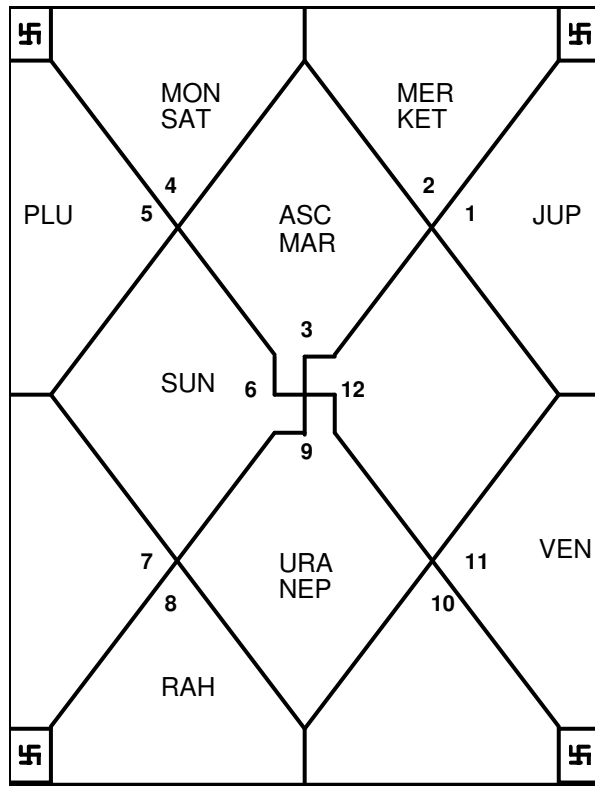 MON MER
SAT KET
4 2
PLU 5 ASC 1 JUP
MAR
3
SUN 6 12
9
7 URA 11 VEN
8 NEP 10
RAH